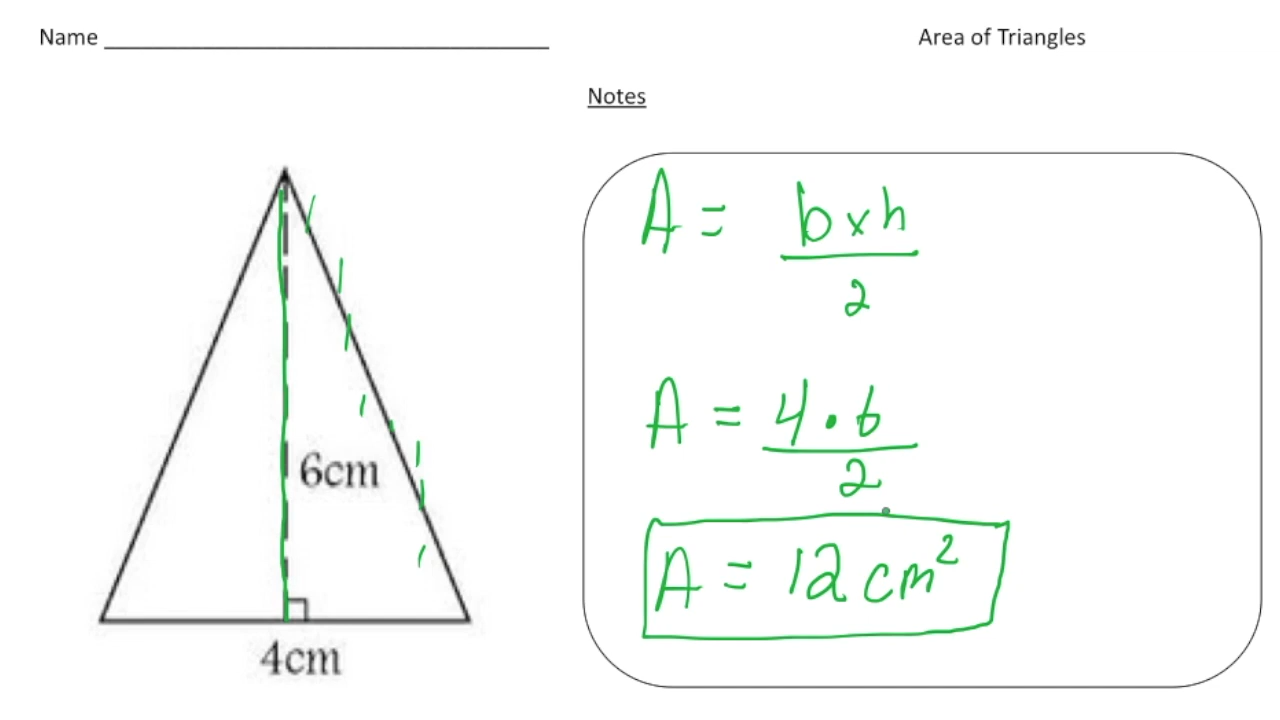 Name
Area of Triangles
Notes
A = b x h
2
A = 4 • 6
2
A = 12 cm²
6cm
4cm